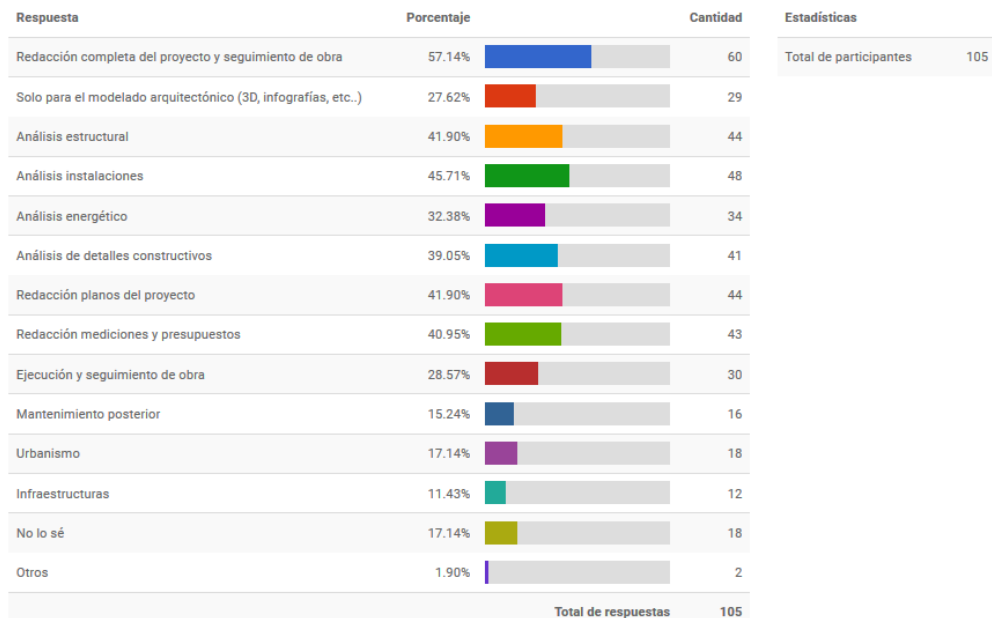 Respuesta Porcentaje Cantidad Estadísticas
Redacción completa del proyecto y seguimiento de obra 57.14% 60 Total de participantes 105
Solo para el modelado arquitectónico (3D, infografías, etc..) 27.62% 29
Análisis estructural 41.90% 44
Análisis instalaciones 45.71% 48
Análisis energético 32.38% 34
Análisis de detalles constructivos 39.05% 41
Redacción planos del proyecto 41.90% 44
Redacción mediciones y presupuestos 40.95% 43
Ejecución y seguimiento de obra 28.57% 30
Mantenimiento posterior 15.24% 16
Urbanismo 17.14% 18
Infraestructuras 11.43% 12
No lo sé 17.14% 18
Otros 1.90% 2
Total de respuestas 105